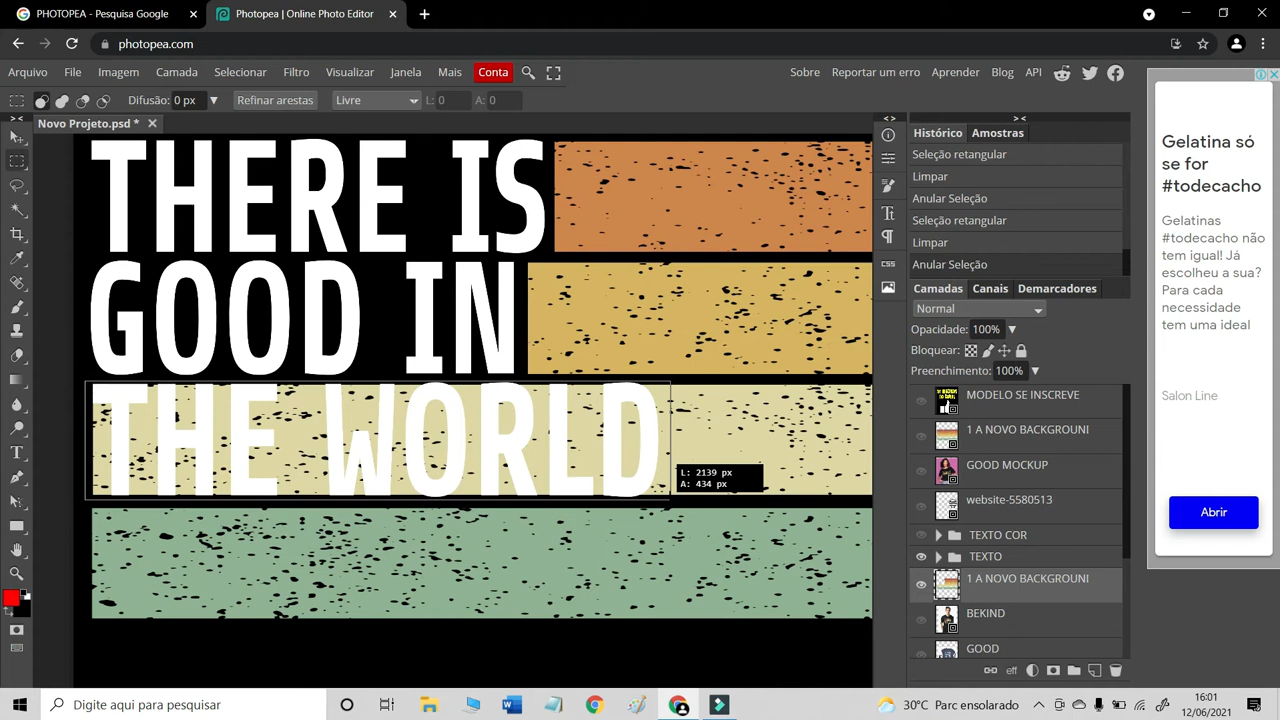 PHOTOPEA - Pesquisa Google
Photopea | Online Photo Editor
photopea.com
Arquivo File Imagem Camada Selecionar Filtro Visualizar Janela Mais Conta Sobre Reportar um erro Aprender Blog API
Difusão: 0 px Refinar arestas Livre L: 0 A: 0
Novo Projeto.psd *
THERE IS
GOOD IN
THE WORLD
L: 2139 px
A: 434 px
Histórico Amostras
Seleção retangular
Limpar
Anular Seleção
Seleção retangular
Limpar
Anular Seleção
Camadas Canais Demarcadores
Normal
Opacidade: 100%
Bloquear:
Preenchimento: 100%
MODELO SE INSCREVE
1 A NOVO BACKGROUNI
GOOD MOCKUP
website-5580513
TEXTO COR
TEXTO
1 A NOVO BACKGROUNI
BEKIND
GOOD
CSS
eff
Gelatina só
se for
#todecacho
Gelatinas
#todecacho não
tem igual! Já
escolheu a sua?
Para cada
necessidade
tem uma ideal
Salon Line
Abrir
Digite aqui para pesquisar
30°C Parc ensolarado
16:01
12/06/2021